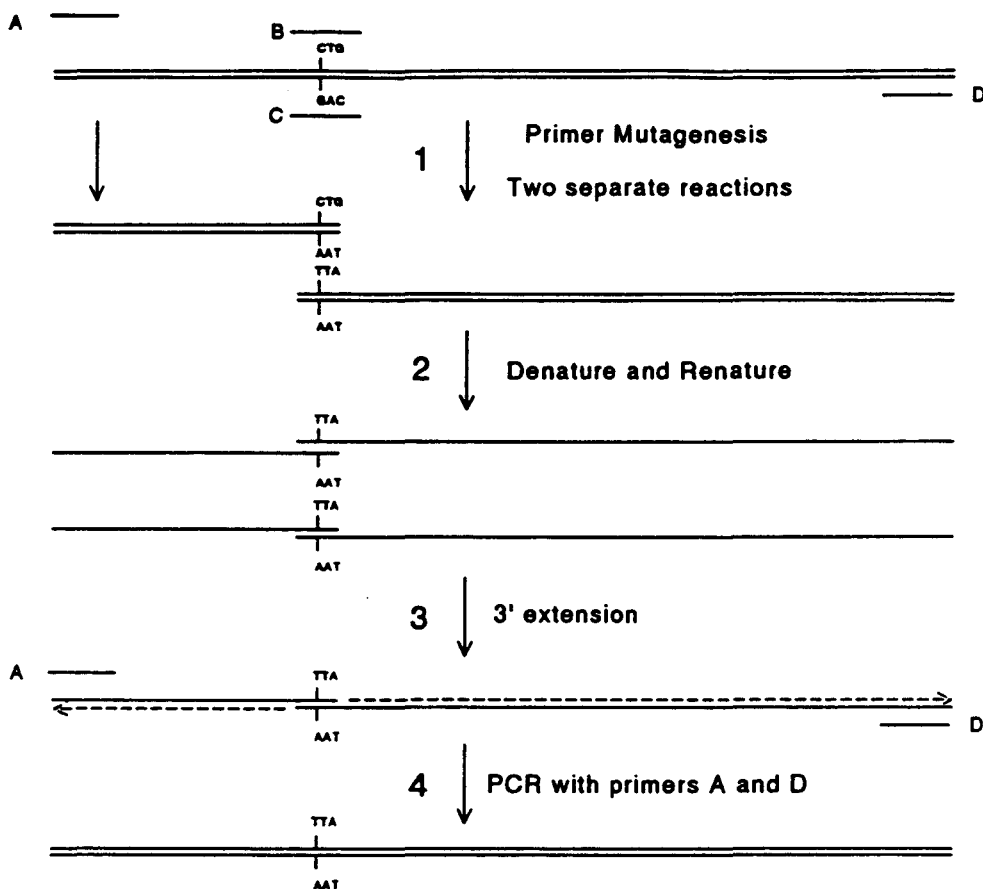 A
B
CTG
GAC
C
D
1
Primer Mutagenesis
Two separate reactions
CTG
AAT
TTA
AAT
2
Denature and Renature
TTA
AAT
TTA
AAT
3
3' extension
A
TTA
AAT
D
4
PCR with primers A and D
TTA
AAT